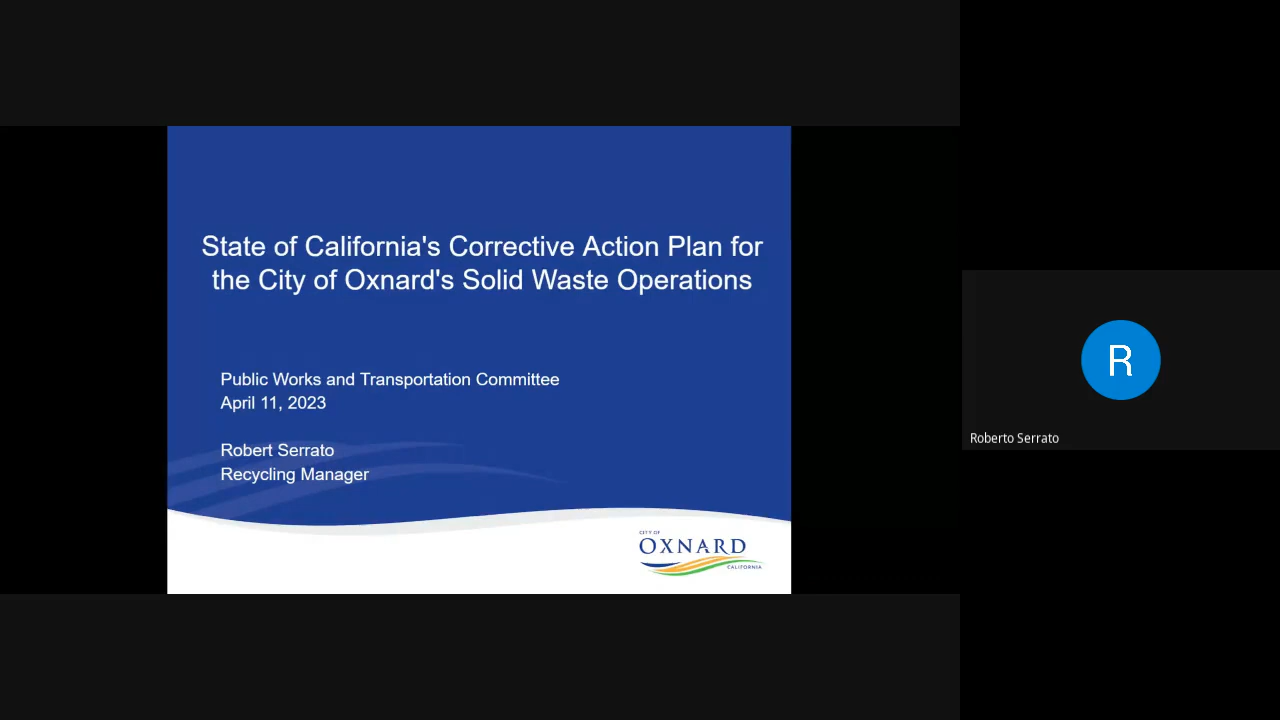 State of California's Corrective Action Plan for
the City of Oxnard's Solid Waste Operations
Public Works and Transportation Committee
April 11, 2023
Robert Serrato
Recycling Manager
CITY OF
OXNARD
CALIFORNIA
R
Roberto Serrato